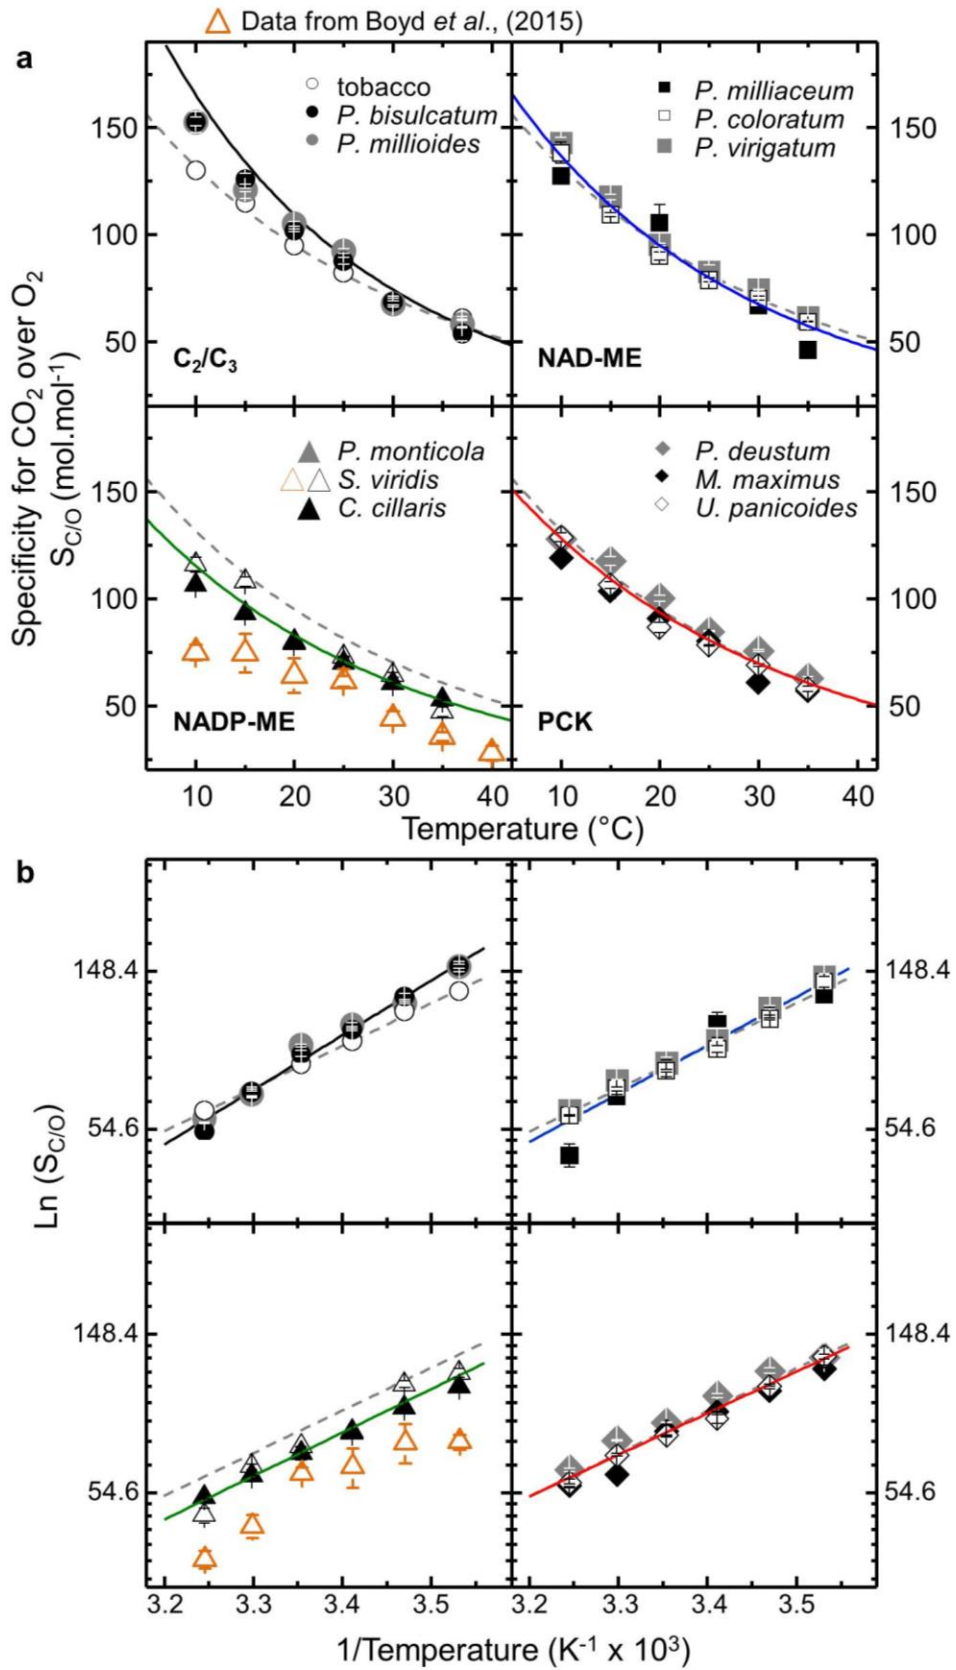 Data from Boyd et al., (2015)
a
tobacco
P. bisulcatum
P. millioides
C2/C3
P. milliaceum
P. coloratum
P. virigatum
NAD-ME
150
100
50
150
100
50
P. monticola
S. viridis
C. cillaris
NADP-ME
P. deustum
M. maximus
U. panicoides
PCK
150
100
50
150
100
50
Specificity for CO2 over O2
SC/O (mol.mol-1)
10 20 30 40 10 20 30 40
Temperature (°C)
b
148.4
54.6
148.4
54.6
148.4
54.6
148.4
54.6
Ln (SC/O)
3.2 3.3 3.4 3.5 3.2 3.3 3.4 3.5
1/Temperature (K-1 x 103)